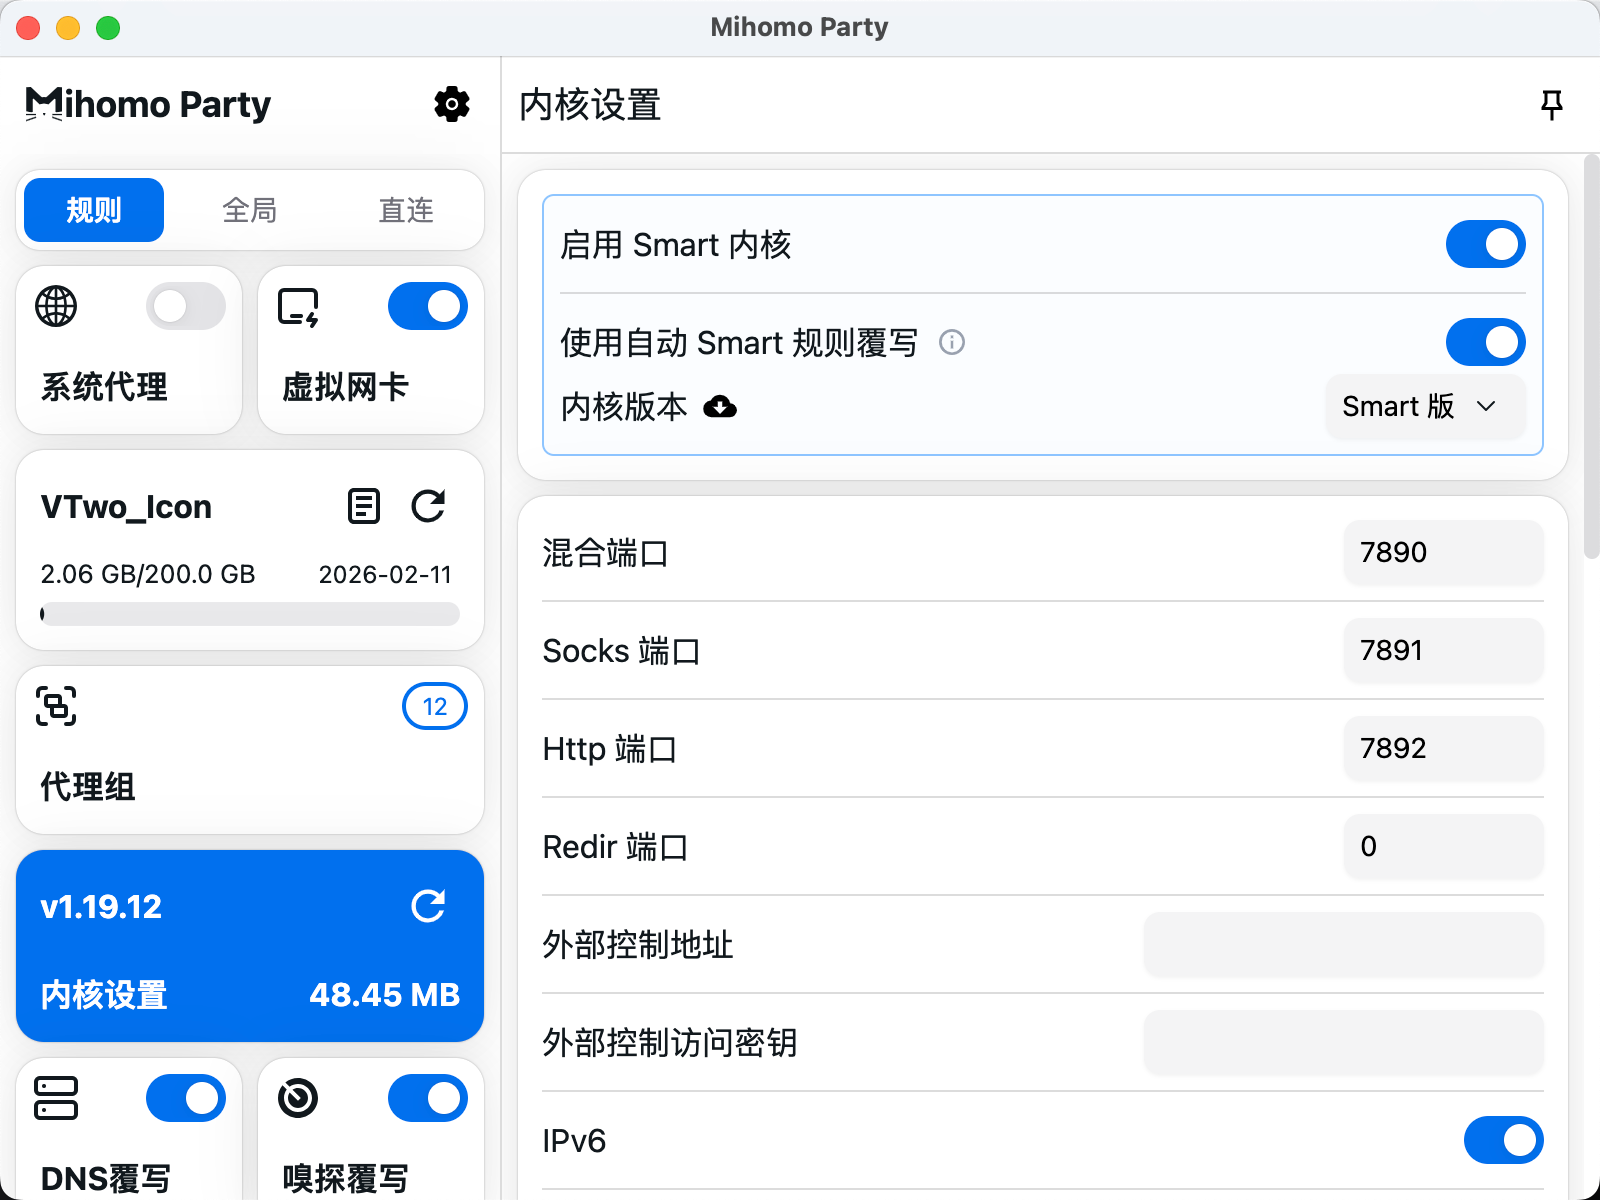 Mihomo Party
Mihomo Party
规则
全局
直连
系统代理
虚拟网卡
VTwo_Icon
2.06 GB/200.0 GB
2026-02-11
12
代理组
v1.19.12
内核设置
48.45 MB
DNS覆写
嗅探覆写
内核设置
启用 Smart 内核
使用自动 Smart 规则覆写
内核版本
Smart 版
混合端口
7890
Socks 端口
7891
Http 端口
7892
Redir 端口
0
外部控制地址
外部控制访问密钥
IPv6